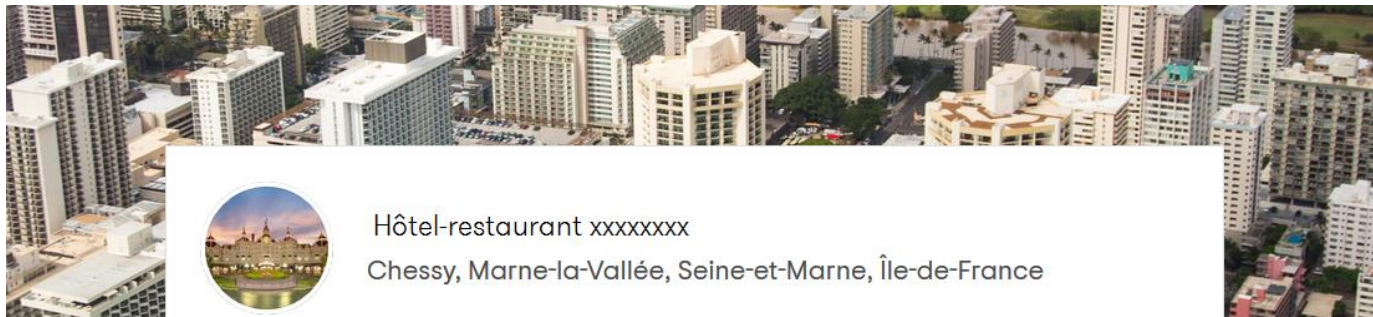 Hôtel-restaurant xxxxxxxx
Chessy, Marne-la-Vallée, Seine-et-Marne, Île-de-France